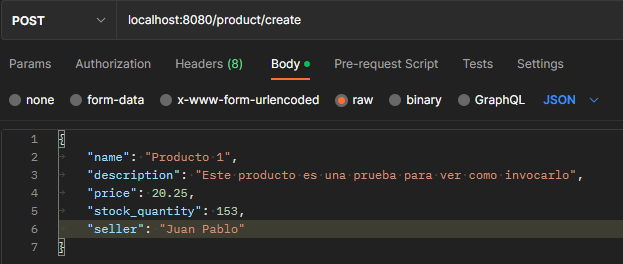 POST localhost:8080/product/create
Params Authorization Headers (8) Body Pre-request Script Tests Settings
none form-data x-www-form-urlencoded raw binary GraphQL JSON
1 {
2 "name": "Producto 1",
3 "description": "Este producto es una prueba para ver como invocarlo",
4 "price": 20.25,
5 "stock_quantity": 153,
6 "seller": "Juan Pablo"
7 }